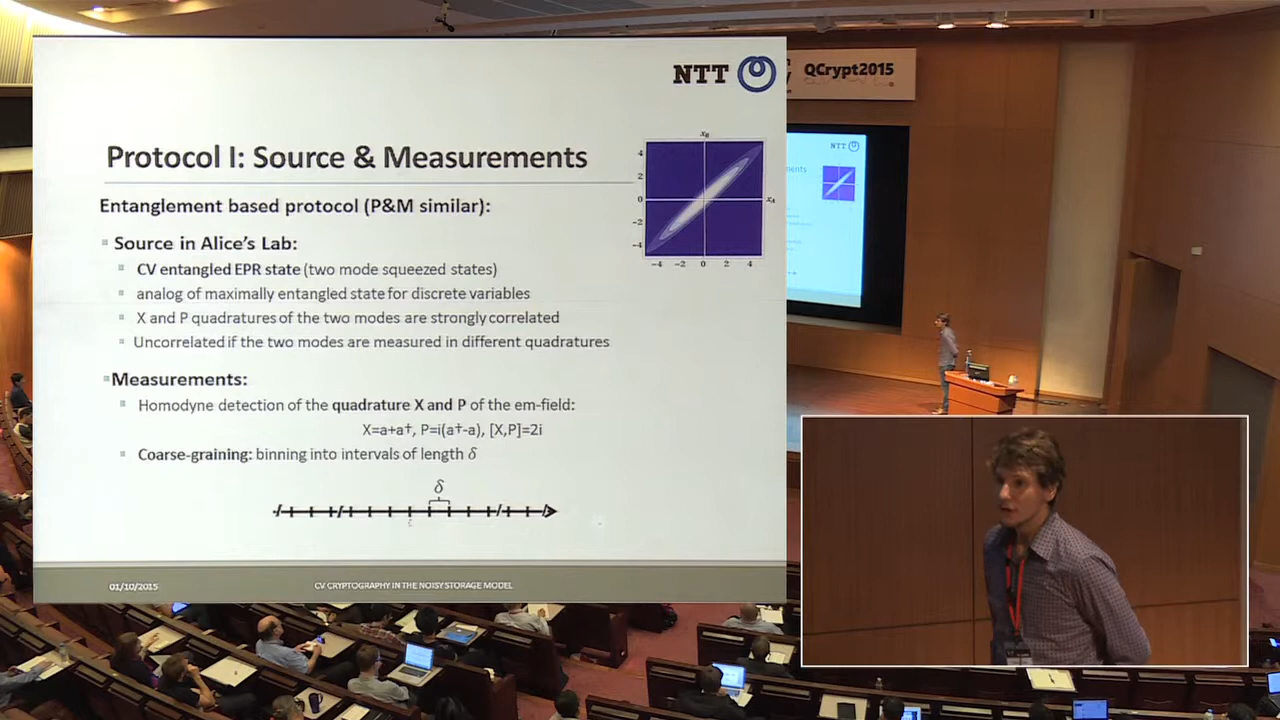 NTT
QCrypt2015
Protocol I: Source & Measurements
Entanglement based protocol (P&M similar):
Source in Alice's Lab:
CV entangled EPR state (two mode squeezed states)
analog of maximally entangled state for discrete variables
X and P quadratures of the two modes are strongly correlated
Uncorrelated if the two modes are measured in different quadratures
Measurements:
Homodyne detection of the quadrature X and P of the em-field:
X=a+a†, P=i(a†-a), [X,P]=2i
Coarse-graining: binning into intervals of length δ
δ
x_B
4
2
0
-2
-4
x_A
-4 -2 0 2 4
NTT
01/10/2015
CV CRYPTOGRAPHY IN THE NOISY STORAGE MODEL